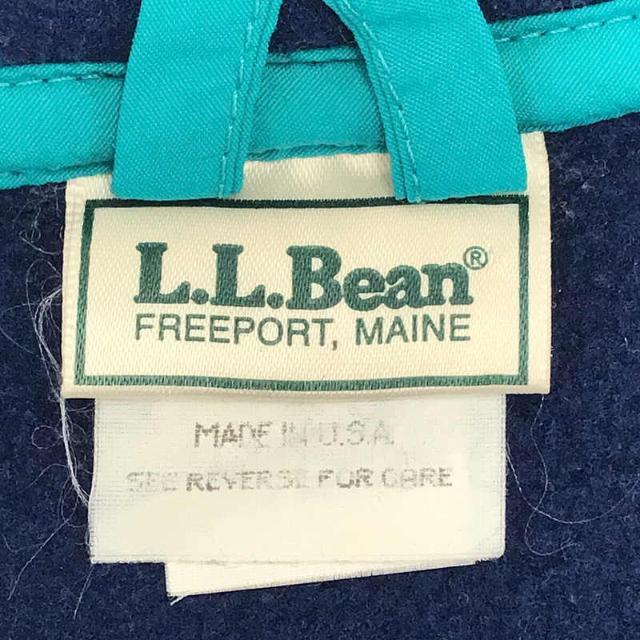 L.L.Bean®
FREEPORT, MAINE
MADE IN U.S.A.
SEE REVERSE FOR CARE